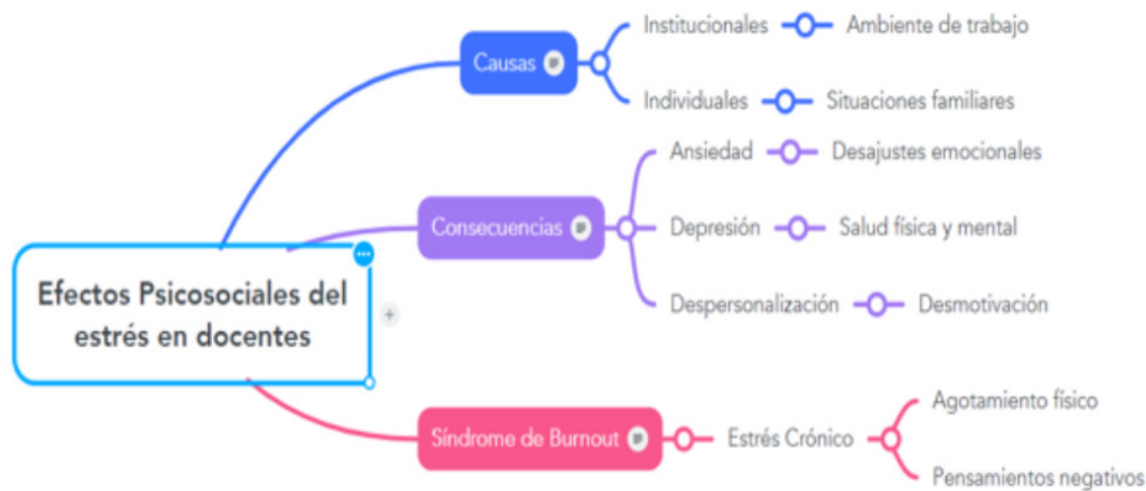 Efectos Psicosociales del
estrés en docentes
Causas
Institucionales
Ambiente de trabajo
Individuales
Situaciones familiares
Consecuencias
Ansiedad
Desajustes emocionales
Depresión
Salud física y mental
Despersonalización
Desmotivación
Síndrome de Burnout
Estrés Crónico
Agotamiento físico
Pensamientos negativos